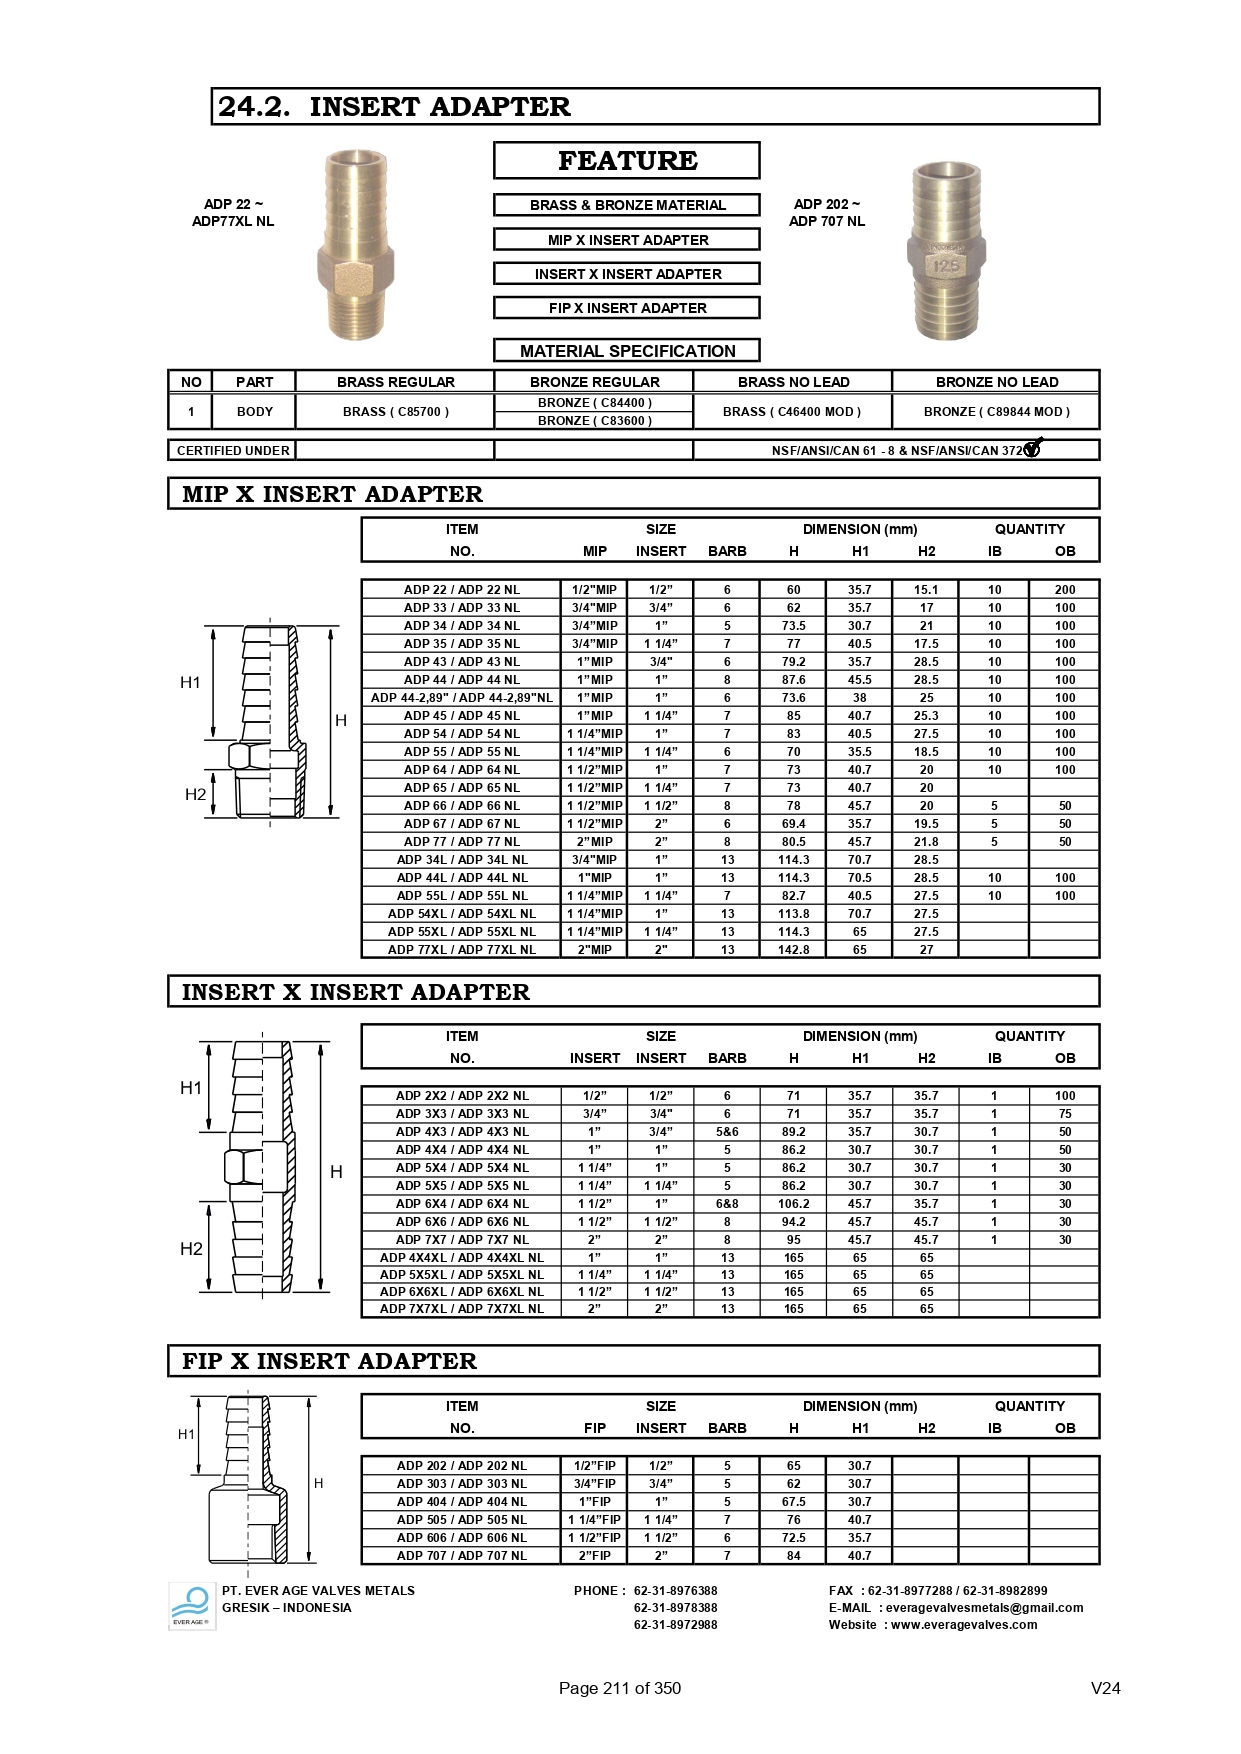 24.2. INSERT ADAPTER
FEATURE
ADP 22 ~
ADP77XL NL
BRASS & BRONZE MATERIAL
ADP 202 ~
ADP 707 NL
MIP X INSERT ADAPTER
INSERT X INSERT ADAPTER
125
FIP X INSERT ADAPTER
MATERIAL SPECIFICATION
NO PART BRASS REGULAR BRONZE REGULAR BRASS NO LEAD BRONZE NO LEAD
1 BODY BRASS ( C85700 ) BRONZE ( C84400 ) BRASS ( C46400 MOD ) BRONZE ( C89844 MOD )
BRONZE ( C83600 )
CERTIFIED UNDER NSF/ANSI/CAN 61 - 8 & NSF/ANSI/CAN 372
MIP X INSERT ADAPTER
ITEM SIZE DIMENSION (mm) QUANTITY
NO. MIP INSERT BARB H H1 H2 IB OB
ADP 22 / ADP 22 NL 1/2"MIP 1/2” 6 60 35.7 15.1 10 200
ADP 33 / ADP 33 NL 3/4"MIP 3/4” 6 62 35.7 17 10 100
ADP 34 / ADP 34 NL 3/4”MIP 1” 5 73.5 30.7 21 10 100
ADP 35 / ADP 35 NL 3/4”MIP 1 1/4” 7 77 40.5 17.5 10 100
ADP 43 / ADP 43 NL 1”MIP 3/4" 6 79.2 35.7 28.5 10 100
ADP 44 / ADP 44 NL 1”MIP 1” 8 87.6 45.5 28.5 10 100
ADP 44-2,89" / ADP 44-2,89"NL 1”MIP 1” 6 73.6 38 25 10 100
ADP 45 / ADP 45 NL 1”MIP 1 1/4” 7 85 40.7 25.3 10 100
ADP 54 / ADP 54 NL 1 1/4”MIP 1” 7 83 40.5 27.5 10 100
ADP 55 / ADP 55 NL 1 1/4”MIP 1 1/4” 6 70 35.5 18.5 10 100
ADP 64 / ADP 64 NL 1 1/2”MIP 1” 7 73 40.7 20 10 100
ADP 65 / ADP 65 NL 1 1/2”MIP 1 1/4” 7 73 40.7 20
ADP 66 / ADP 66 NL 1 1/2”MIP 1 1/2” 8 78 45.7 20 5 50
ADP 67 / ADP 67 NL 1 1/2”MIP 2” 6 69.4 35.7 19.5 5 50
ADP 77 / ADP 77 NL 2”MIP 2” 8 80.5 45.7 21.8 5 50
ADP 34L / ADP 34L NL 3/4"MIP 1” 13 114.3 70.7 28.5
ADP 44L / ADP 44L NL 1"MIP 1” 13 114.3 70.5 28.5 10 100
ADP 55L / ADP 55L NL 1 1/4”MIP 1 1/4” 7 82.7 40.5 27.5 10 100
ADP 54XL / ADP 54XL NL 1 1/4”MIP 1” 13 113.8 70.7 27.5
ADP 55XL / ADP 55XL NL 1 1/4”MIP 1 1/4” 13 114.3 65 27.5
ADP 77XL / ADP 77XL NL 2"MIP 2" 13 142.8 65 27
H1
H
H2
INSERT X INSERT ADAPTER
ITEM SIZE DIMENSION (mm) QUANTITY
NO. INSERT INSERT BARB H H1 H2 IB OB
ADP 2X2 / ADP 2X2 NL 1/2” 1/2” 6 71 35.7 35.7 1 100
ADP 3X3 / ADP 3X3 NL 3/4” 3/4" 6 71 35.7 35.7 1 75
ADP 4X3 / ADP 4X3 NL 1” 3/4” 5&6 89.2 35.7 30.7 1 50
ADP 4X4 / ADP 4X4 NL 1” 1” 5 86.2 30.7 30.7 1 50
ADP 5X4 / ADP 5X4 NL 1 1/4” 1” 5 86.2 30.7 30.7 1 30
ADP 5X5 / ADP 5X5 NL 1 1/4” 1 1/4” 5 86.2 30.7 30.7 1 30
ADP 6X4 / ADP 6X4 NL 1 1/2” 1” 6&8 106.2 45.7 35.7 1 30
ADP 6X6 / ADP 6X6 NL 1 1/2” 1 1/2” 8 94.2 45.7 45.7 1 30
ADP 7X7 / ADP 7X7 NL 2” 2” 8 95 45.7 45.7 1 30
ADP 4X4XL / ADP 4X4XL NL 1” 1” 13 165 65 65
ADP 5X5XL / ADP 5X5XL NL 1 1/4” 1 1/4” 13 165 65 65
ADP 6X6XL / ADP 6X6XL NL 1 1/2” 1 1/2” 13 165 65 65
ADP 7X7XL / ADP 7X7XL NL 2” 2” 13 165 65 65
H1
H
H2
FIP X INSERT ADAPTER
ITEM SIZE DIMENSION (mm) QUANTITY
NO. FIP INSERT BARB H H1 H2 IB OB
ADP 202 / ADP 202 NL 1/2”FIP 1/2” 5 65 30.7
ADP 303 / ADP 303 NL 3/4”FIP 3/4” 5 62 30.7
ADP 404 / ADP 404 NL 1”FIP 1” 5 67.5 30.7
ADP 505 / ADP 505 NL 1 1/4”FIP 1 1/4” 7 76 40.7
ADP 606 / ADP 606 NL 1 1/2”FIP 1 1/2” 6 72.5 35.7
ADP 707 / ADP 707 NL 2”FIP 2” 7 84 40.7
H1
H
EVER AGE ®
PT. EVER AGE VALVES METALS PHONE : 62-31-8976388 FAX : 62-31-8977288 / 62-31-8982899
GRESIK – INDONESIA 62-31-8978388 E-MAIL : everagevalvesmetals@gmail.com
62-31-8972988 Website : www.everagevalves.com
Page 211 of 350 V24